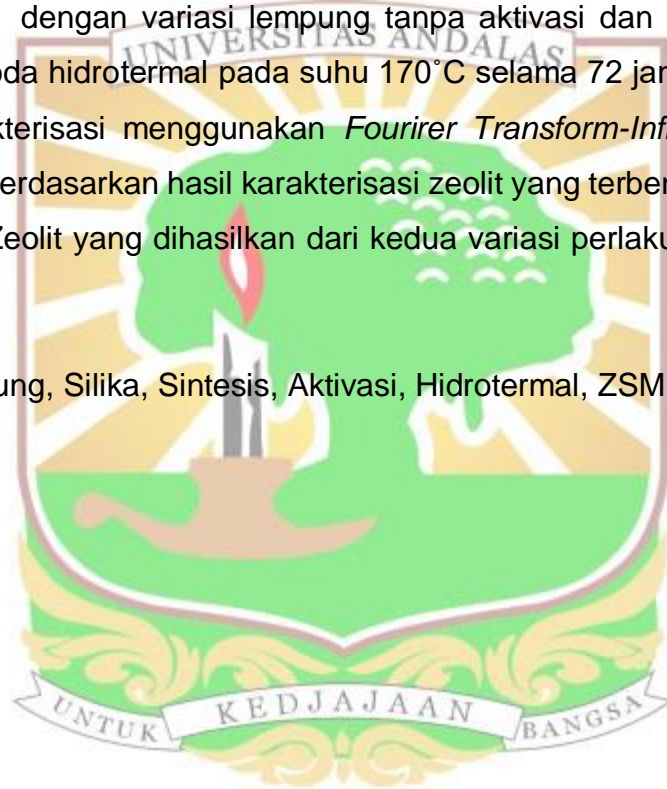 dengan variasi lempung tanpa aktivasi dan
UNIVERSITAS ANDALAS
oda hidrotermal pada suhu 170˚C selama 72 jam
kterisasi menggunakan Fourirer Transform-Inf
erdasarkan hasil karakterisasi zeolit yang terben
Zeolit yang dihasilkan dari kedua variasi perlaku
ung, Silika, Sintesis, Aktivasi, Hidrotermal, ZSM
UNTUK KEDJAJAAN BANGSA